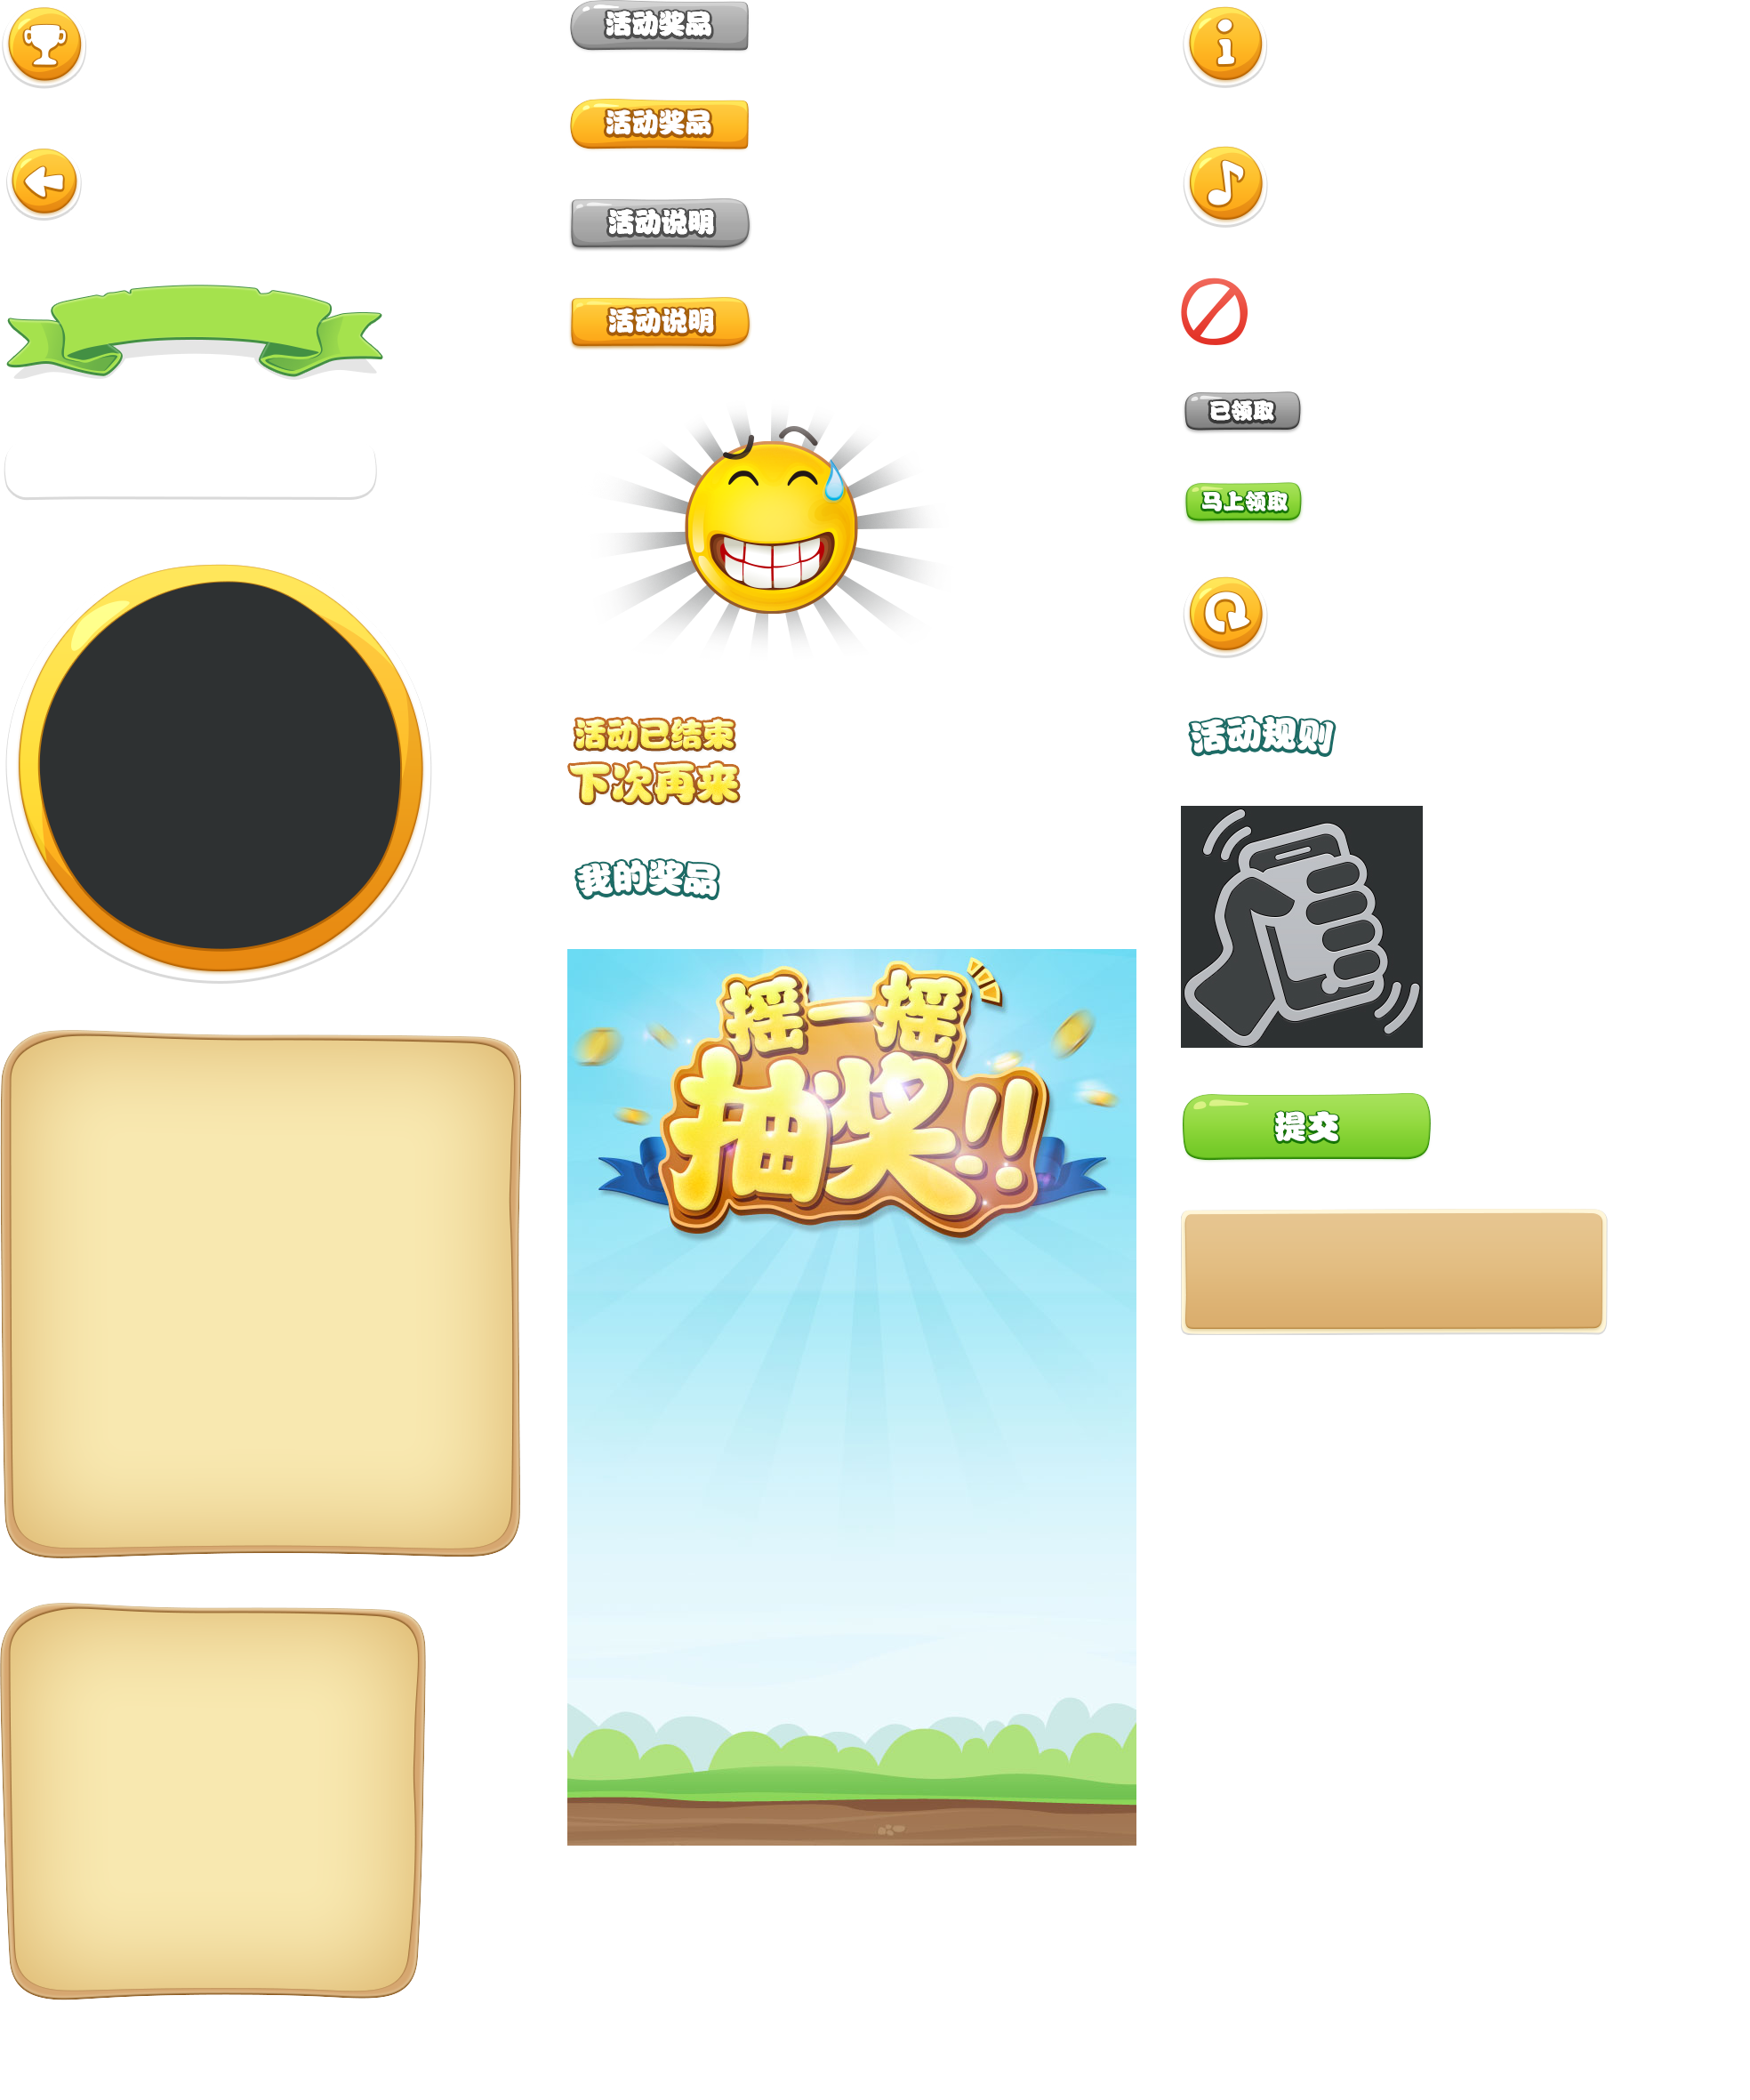 活动奖品
活动奖品
活动说明
活动说明
活动已结束
下次再来
我的奖品
摇一摇
抽奖!!
已领取
马上领取
活动规则
提交